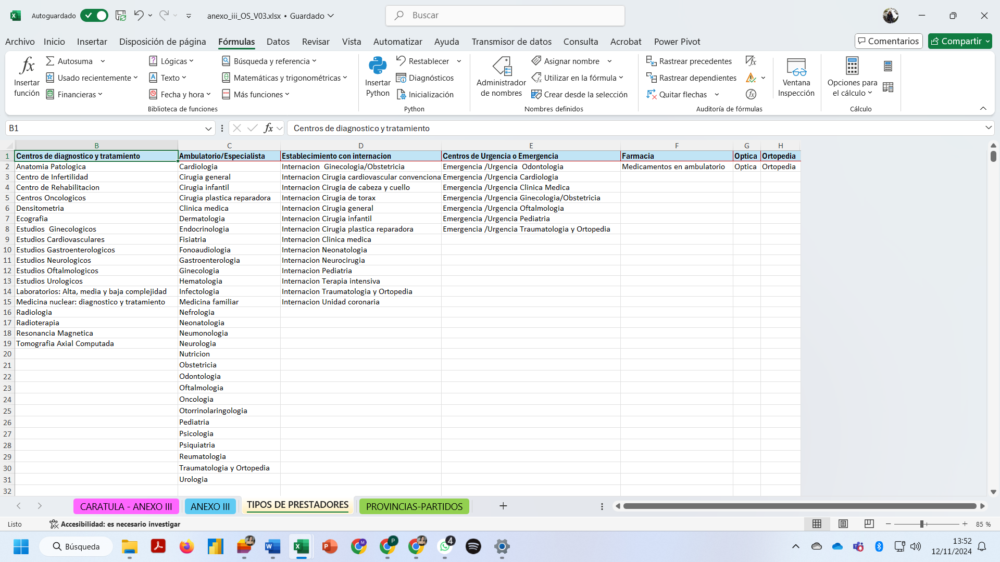 Autoguardado
anexo_iii_OS_V03.xlsx • Guardado
Buscar
Archivo Inicio Insertar Disposición de página Fórmulas Datos Revisar Vista Automatizar Ayuda Transmisor de datos Consulta Acrobat Power Pivot
Comentarios
Compartir
Insertar función
Autosuma
Usado recientemente
Financieras
Lógicas
Texto
Fecha y hora
Búsqueda y referencia
Matemáticas y trigonométricas
Más funciones
Biblioteca de funciones
Insertar Python
Restablecer
Diagnósticos
Inicialización
Python
Administrador de nombres
Asignar nombre
Utilizar en la fórmula
Crear desde la selección
Nombres definidos
Rastrear precedentes
Rastrear dependientes
Quitar flechas
Auditoría de fórmulas
Ventana Inspección
Opciones para el cálculo
Cálculo
B1
fx
Centros de diagnostico y tratamiento
B C D E F G H
1 Centros de diagnostico y tratamiento Ambulatorio/Especialista Establecimiento con internacion Centros de Urgencia o Emergencia Farmacia Optica Ortopedia
2 Anatomia Patologica Cardiologia Internacion  Ginecologia/Obstetricia Emergencia /Urgencia  Odontologia Medicamentos en ambulatorio Optica Ortopedia
3 Centro de Infertilidad Cirugia general Internacion Cirugia cardiovascular convenciona Emergencia /Urgencia Cardiologia
4 Centro de Rehabilitacion Cirugia infantil Internacion Cirugia de cabeza y cuello Emergencia /Urgencia Clinica Medica
5 Centros Oncologicos Cirugia plastica reparadora Internacion Cirugia de torax Emergencia /Urgencia Ginecologia/Obstetricia
6 Densitometria Clinica medica Internacion Cirugia general Emergencia /Urgencia Oftalmologia
7 Ecografia Dermatologia Internacion Cirugia infantil Emergencia /Urgencia Pediatria
8 Estudios  Ginecologicos Endocrinologia Internacion Cirugia plastica reparadora Emergencia /Urgencia Traumatologia y Ortopedia
9 Estudios Cardiovasculares Fisiatria Internacion Clinica medica
10 Estudios Gastroenterologicos Fonoaudiologia Internacion Neonatologia
11 Estudios Neurologicos Gastroenterologia Internacion Neurocirugia
12 Estudios Oftalmologicos Ginecologia Internacion Pediatria
13 Estudios Urologicos Hematologia Internacion Terapia intensiva
14 Laboratorios: Alta, media y baja complejidad Infectologia Internacion Traumatologia y Ortopedia
15 Medicina nuclear: diagnostico y tratamiento Medicina familiar Internacion Unidad coronaria
16 Radiologia Nefrologia
17 Radioterapia Neonatologia
18 Resonancia Magnetica Neumonologia
19 Tomografia Axial Computada Neurologia
20 Nutricion
21 Obstetricia
22 Odontologia
23 Oftalmologia
24 Oncologia
25 Otorrinolaringologia
26 Pediatria
27 Psicologia
28 Psiquiatria
29 Reumatologia
30 Traumatologia y Ortopedia
31 Urologia
32
CARATULA - ANEXO III ANEXO III TIPOS DE PRESTADORES PROVINCIAS-PARTIDOS
Listo
Accesibilidad: es necesario investigar
85 %
Búsqueda
4
13:52
12/11/2024